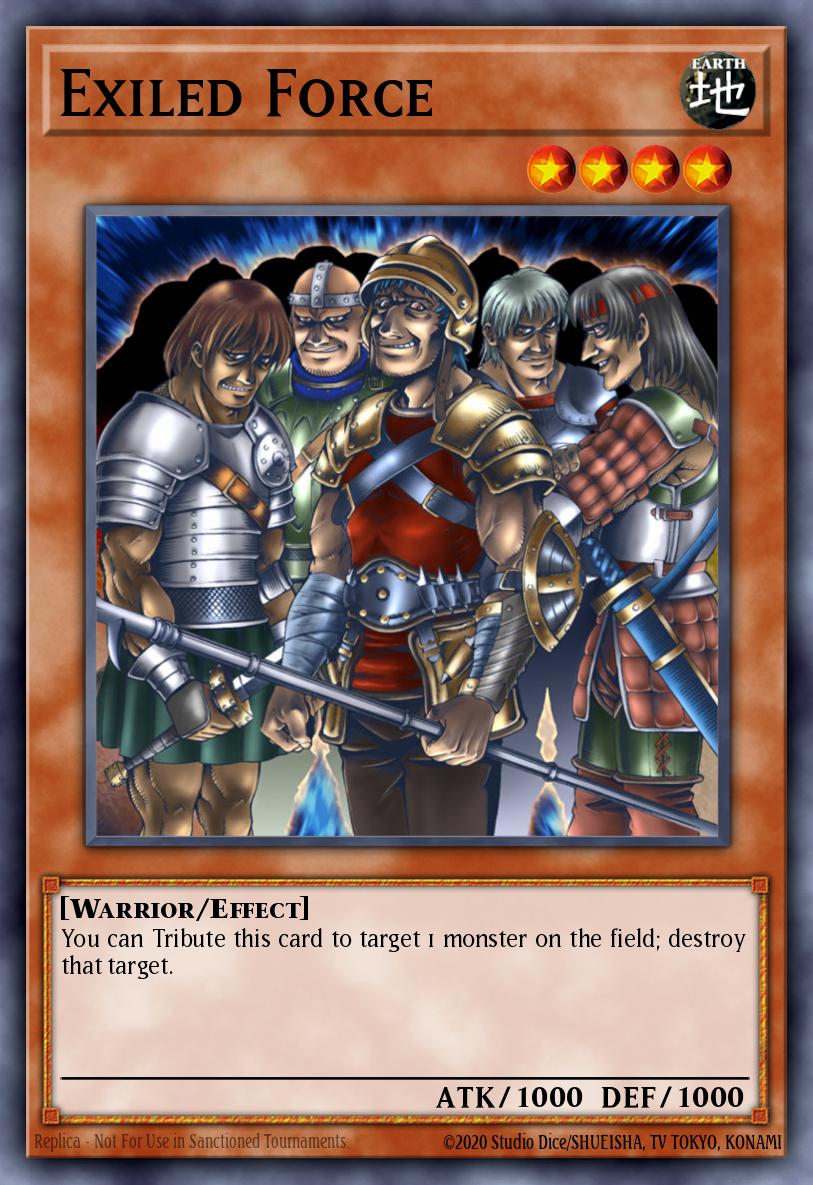 Exiled Force
EARTH
地
[Warrior/Effect]
You can Tribute this card to target 1 monster on the field; destroy
that target.
ATK/1000 DEF/1000
Replica - Not For Use in Sanctioned Tournaments.
©2020 Studio Dice/SHUEISHA, TV TOKYO, KONAMI